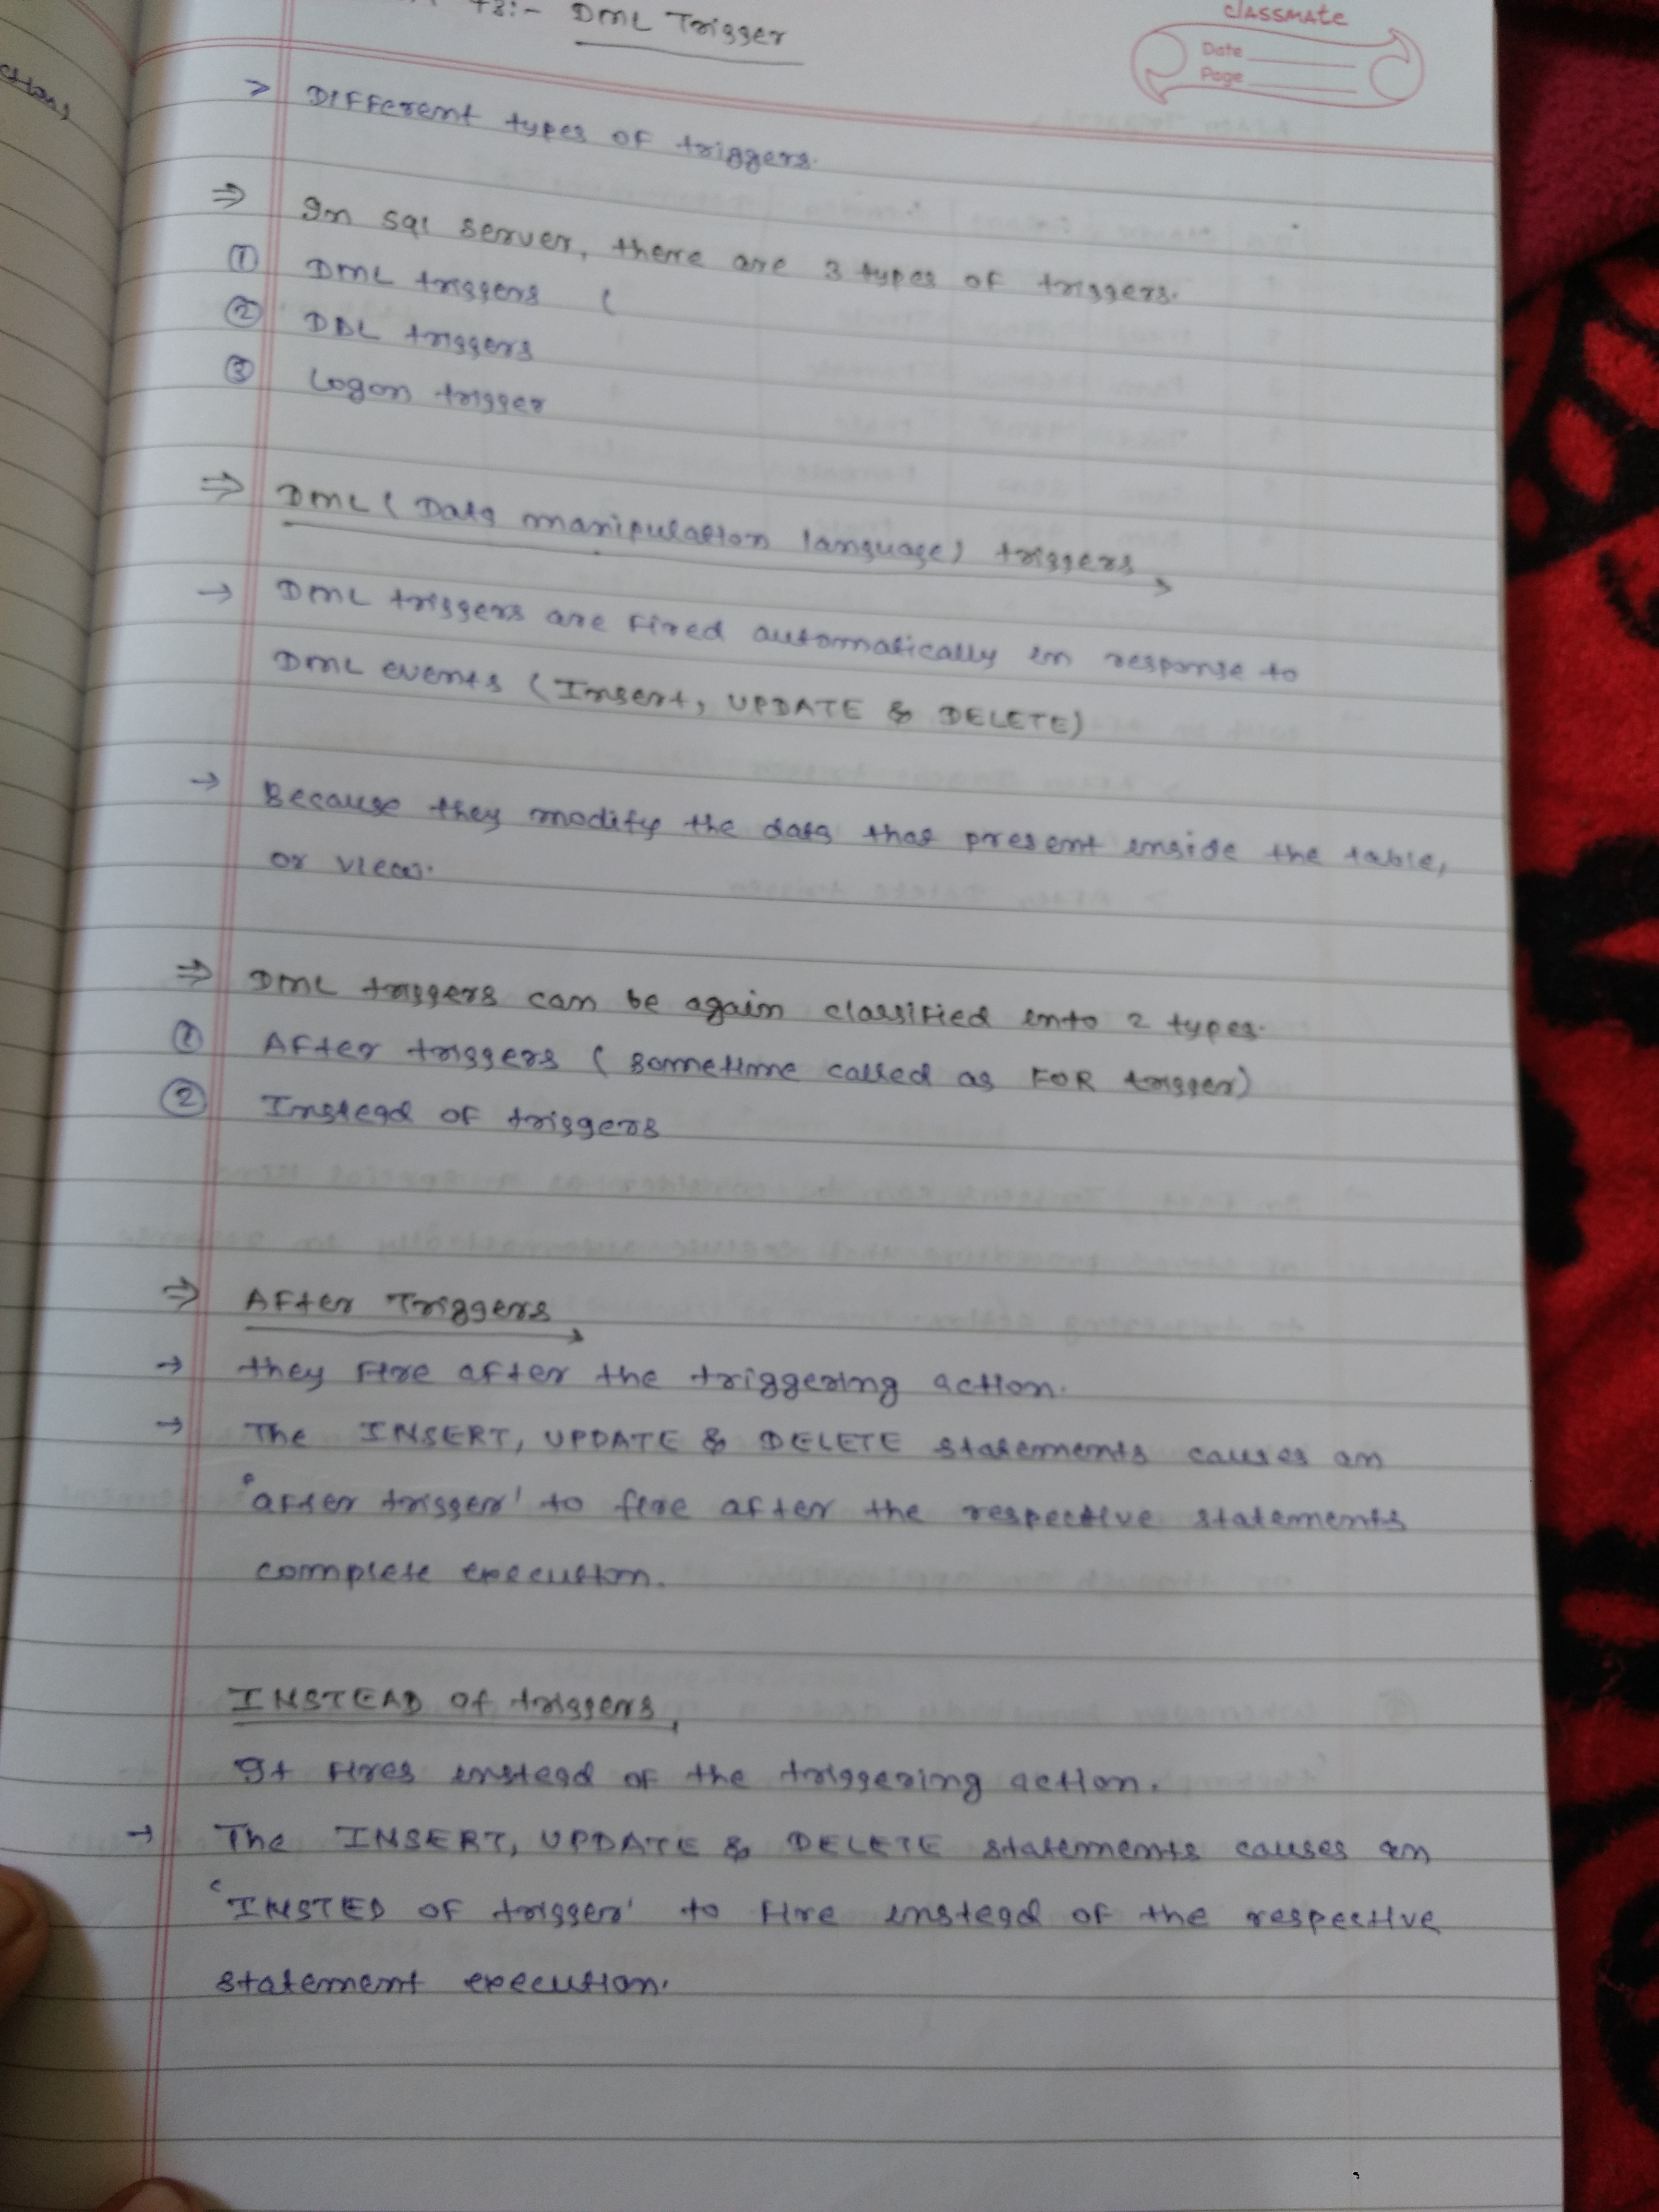 43:- DML Trigger
classmate
Date
Page
> Different types of triggers.
⇒ In sql server, there are 3 types of triggers.
① DML triggers (
② DDL triggers
③ Logon trigger
⇒ DML (Data manipulation language) triggers
→ DML triggers are fired automatically in response to
DML events (Insert, UPDATE & DELETE)
→ Because they modify the data that present inside the table,
or view.
⇒ DML triggers can be again classified into 2 types.
① After triggers (sometime called as FOR trigger)
② Instead of triggers
⇒ After Triggers
→ they fire after the triggering action.
→ The INSERT, UPDATE & DELETE statements causes an
'after trigger' to fire after the respective statements
complete execution.
INSTEAD of triggers,
It fires instead of the triggering action.
→ The INSERT, UPDATE & DELETE statements causes an
'INSTED OF trigger' to fire instead of the respective
statement execution.